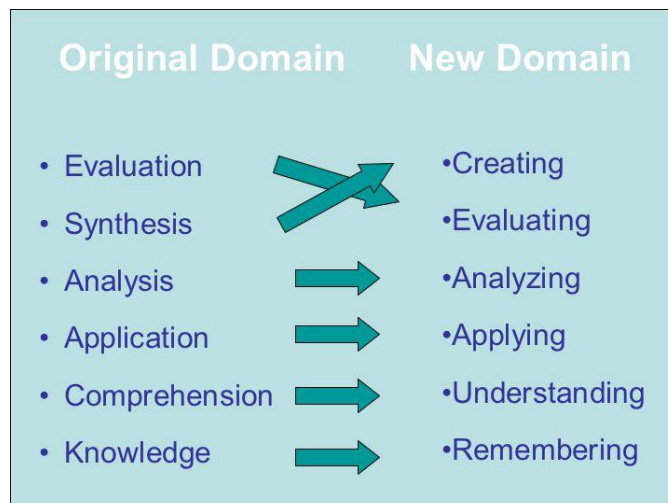 Original Domain
New Domain
• Evaluation
• Synthesis
• Analysis
• Application
• Comprehension
• Knowledge
•Creating
•Evaluating
•Analyzing
•Applying
•Understanding
•Remembering